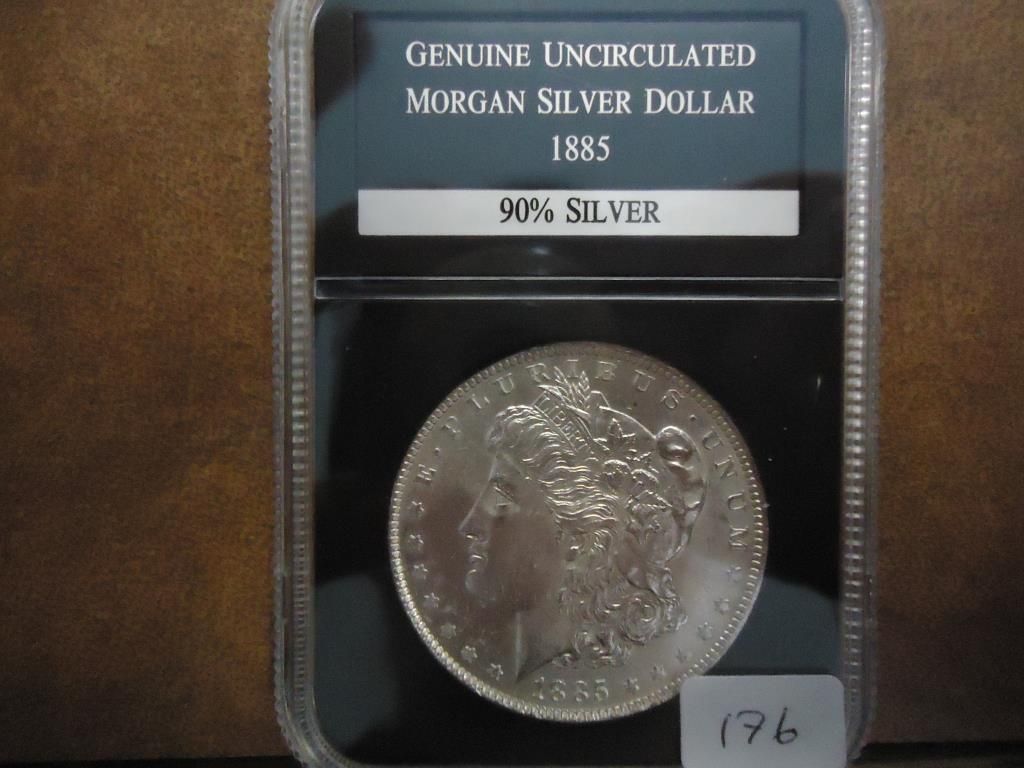 GENUINE UNCIRCULATED
MORGAN SILVER DOLLAR
1885
90% SILVER
E · PLURIBUS · UNUM
LIBERTY
1885
176